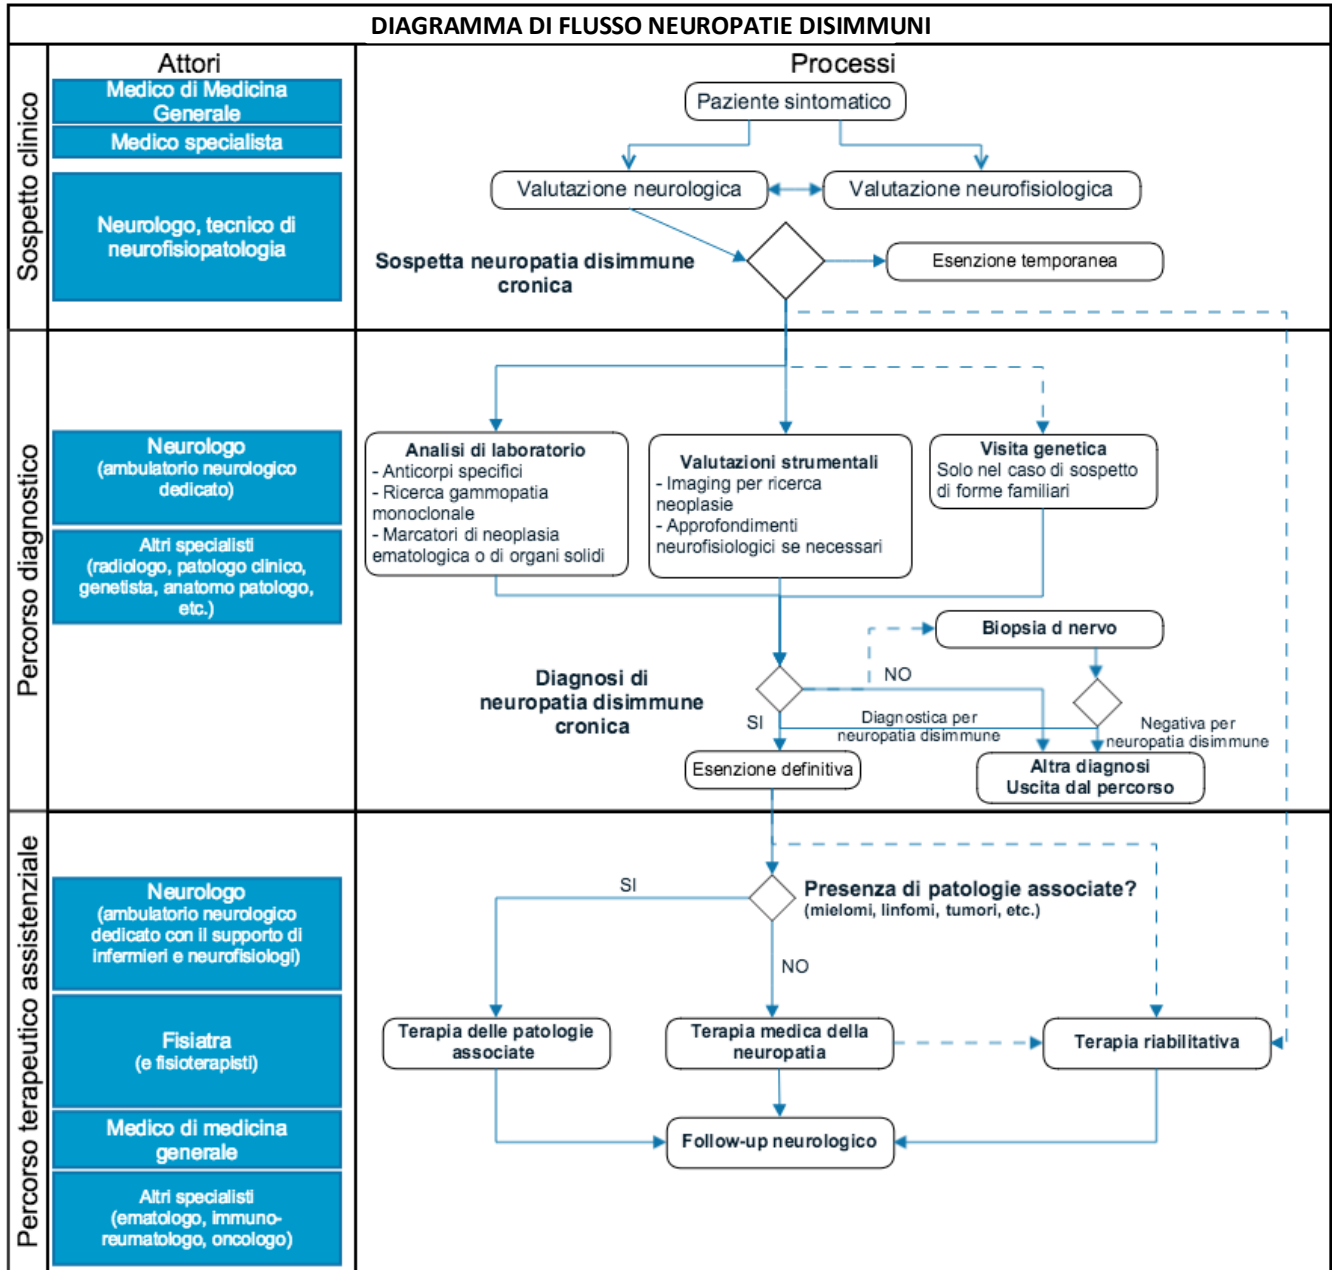 DIAGRAMMA DI FLUSSO NEUROPATIE DISIMMUNI
Attori
Processi
Sospetto clinico
Medico di Medicina
Generale
Medico specialista
Neurologo, tecnico di
neurofisiopatologia
Paziente sintomatico
Valutazione neurologica
Valutazione neurofisiologica
Sospetta neuropatia disimmune
cronica
Esenzione temporanea
Percorso diagnostico
Neurologo
(ambulatorio neurologico
dedicato)
Altri specialisti
(radiologo, patologo clinico,
genetista, anatomo patologo,
etc.)
Analisi di laboratorio
- Anticorpi specifici
- Ricerca gammopatia
monoclonale
- Marcatori di neoplasia
ematologica o di organi solidi
Valutazioni strumentali
- Imaging per ricerca
neoplasie
- Approfondimenti
neurofisiologici se necessari
Visita genetica
Solo nel caso di sospetto
di forme familiari
Biopsia d nervo
Diagnosi di
neuropatia disimmune
cronica
NO
SI
Diagnostica per
neuropatia disimmune
Negativa per
neuropatia disimmune
Esenzione definitiva
Altra diagnosi
Uscita dal percorso
Percorso terapeutico assistenziale
Neurologo
(ambulatorio neurologico
dedicato con il supporto di
infermieri e neurofisiologi)
Fisiatra
(e fisioterapisti)
Medico di medicina
generale
Altri specialisti
(ematologo, immuno-
reumatologo, oncologo)
SI
Presenza di patologie associate?
(mielomi, linfomi, tumori, etc.)
NO
Terapia delle patologie
associate
Terapia medica della
neuropatia
Terapia riabilitativa
Follow-up neurologico